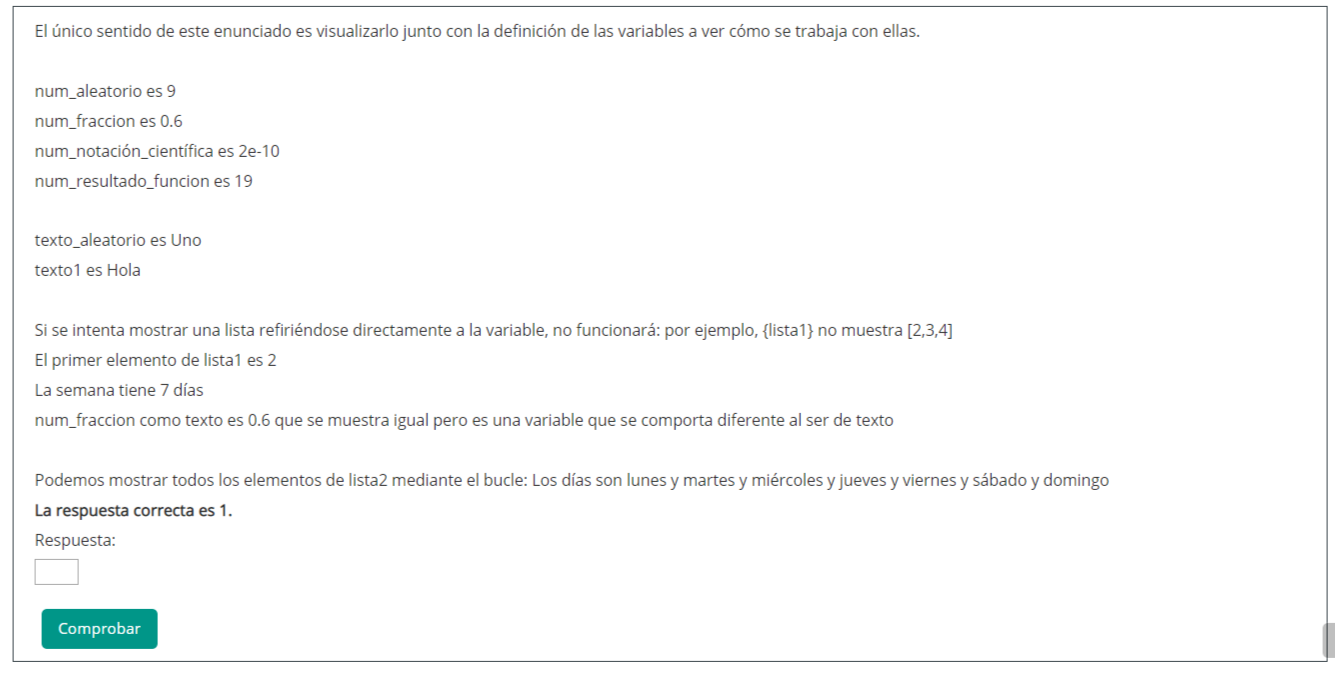 El único sentido de este enunciado es visualizarlo junto con la definición de las variables a ver cómo se trabaja con ellas.
num_aleatorio es 9
num_fraccion es 0.6
num_notación_científica es 2e-10
num_resultado_funcion es 19
texto_aleatorio es Uno
texto1 es Hola
Si se intenta mostrar una lista refiriéndose directamente a la variable, no funcionará: por ejemplo, {lista1} no muestra [2,3,4]
El primer elemento de lista1 es 2
La semana tiene 7 días
num_fraccion como texto es 0.6 que se muestra igual pero es una variable que se comporta diferente al ser de texto
Podemos mostrar todos los elementos de lista2 mediante el bucle: Los días son lunes y martes y miércoles y jueves y viernes y sábado y domingo
La respuesta correcta es 1.
Respuesta:
Comprobar